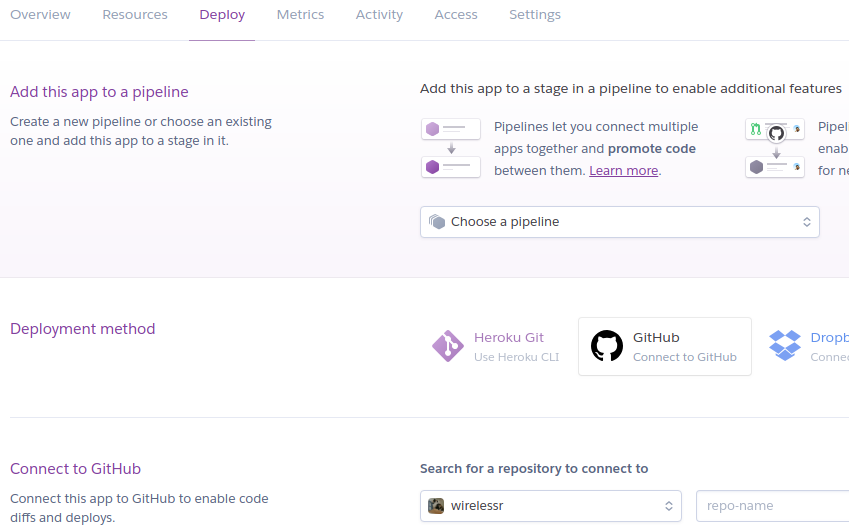 Overview Resources Deploy Metrics Activity Access Settings
Add this app to a pipeline
Create a new pipeline or choose an existing
one and add this app to a stage in it.
Add this app to a stage in a pipeline to enable additional features
Pipelines let you connect multiple
apps together and promote code
between them. Learn more.
Pipeli
enab
for ne
Choose a pipeline
Deployment method
Heroku Git
Use Heroku CLI
GitHub
Connect to GitHub
Dropb
Connec
Connect to GitHub
Connect this app to GitHub to enable code
diffs and deploys.
Search for a repository to connect to
wirelessr
repo-name